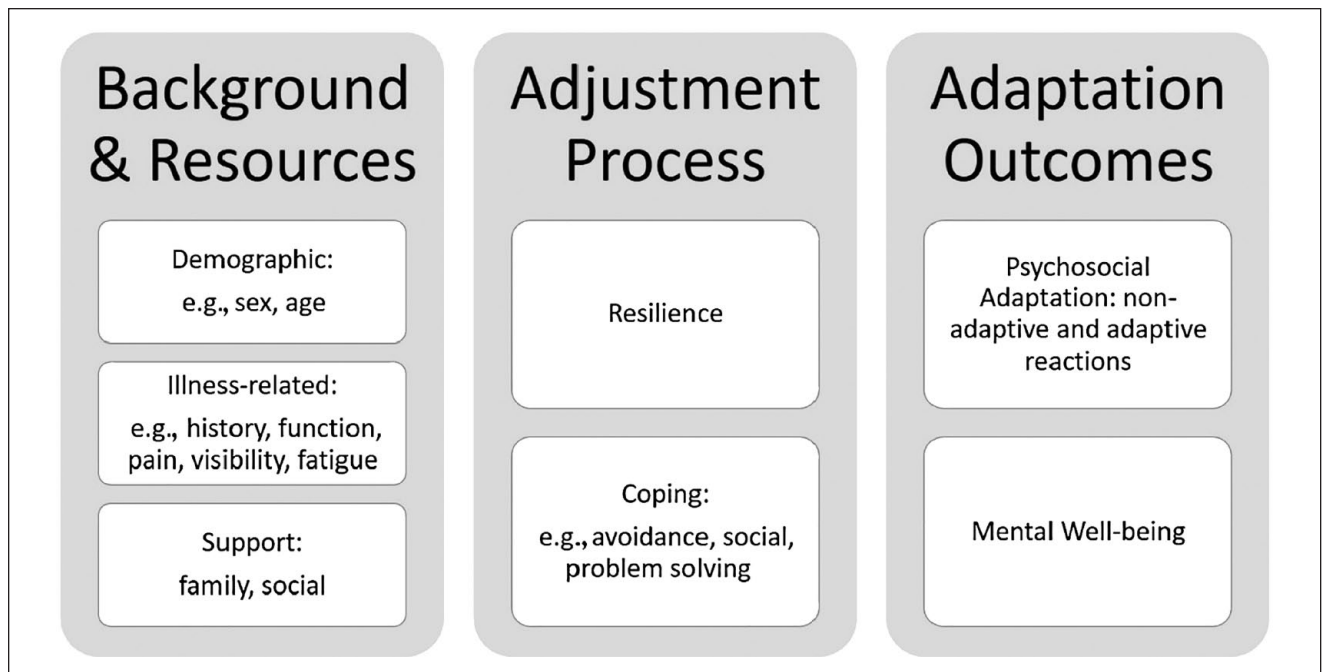 Background
& Resources
Demographic:
e.g., sex, age
Illness-related:
e.g., history, function,
pain, visibility, fatigue
Support:
family, social
Adjustment
Process
Resilience
Coping:
e.g., avoidance, social,
problem solving
Adaptation
Outcomes
Psychosocial
Adaptation: non-
adaptive and adaptive
reactions
Mental Well-being